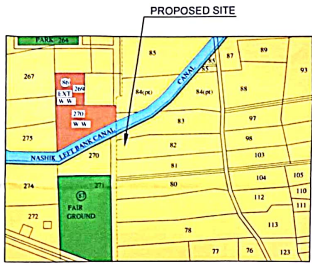 PROPOSED SITE
PARK 264
85
87
89
267
86
EXT
W W
269
84(pt)
CANAL
85
84(pt)
93
270
W W
83
97
275
NASHIK LEFT BANK CANAL
270
82
98
81
103
274
271
80
104
105
87
FAIR
GROUND
112
110
111
272
78
113
77
76
123